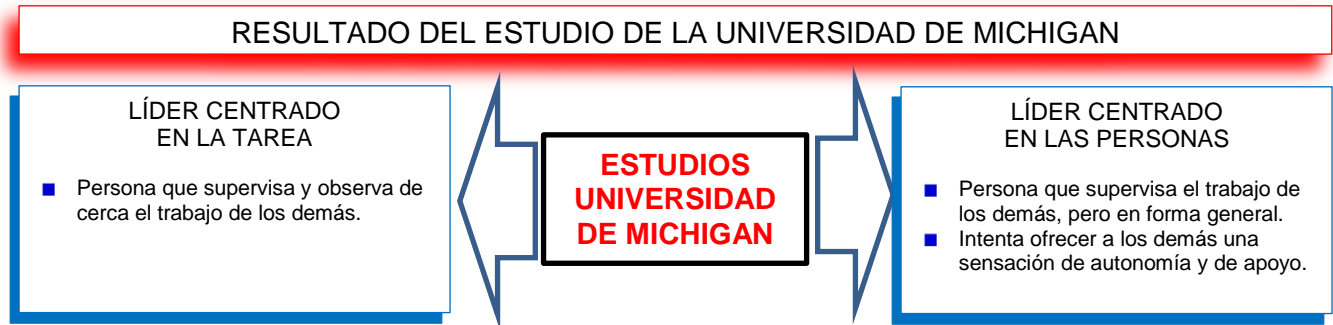 RESULTADO DEL ESTUDIO DE LA UNIVERSIDAD DE MICHIGAN
LÍDER CENTRADO
EN LA TAREA
Persona que supervisa y observa de
cerca el trabajo de los demás.
ESTUDIOS
UNIVERSIDAD
DE MICHIGAN
LÍDER CENTRADO
EN LAS PERSONAS
Persona que supervisa el trabajo de
los demás, pero en forma general.
Intenta ofrecer a los demás una
sensación de autonomía y de apoyo.